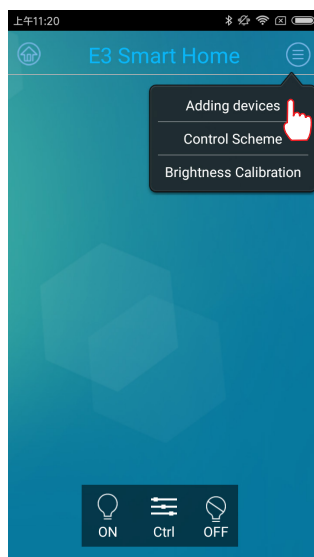 上午11:20
E3 Smart Home
Adding devices
Control Scheme
Brightness Calibration
ON Ctrl OFF